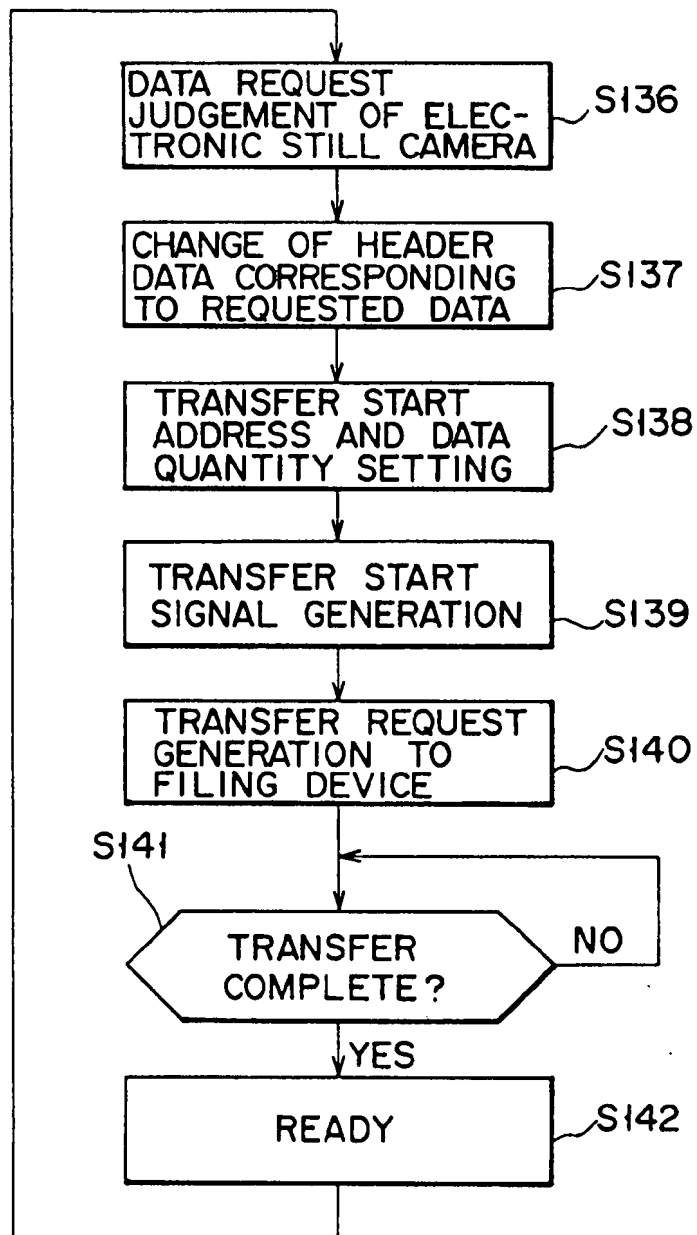 DATA REQUEST
JUDGEMENT OF ELEC-
TRONIC STILL CAMERA
S136
CHANGE OF HEADER
DATA CORRESPONDING
TO REQUESTED DATA
S137
TRANSFER START
ADDRESS AND DATA
QUANTITY SETTING
S138
TRANSFER START
SIGNAL GENERATION
S139
TRANSFER REQUEST
GENERATION TO
FILING DEVICE
S140
S141
TRANSFER
COMPLETE?
NO
YES
READY
S142